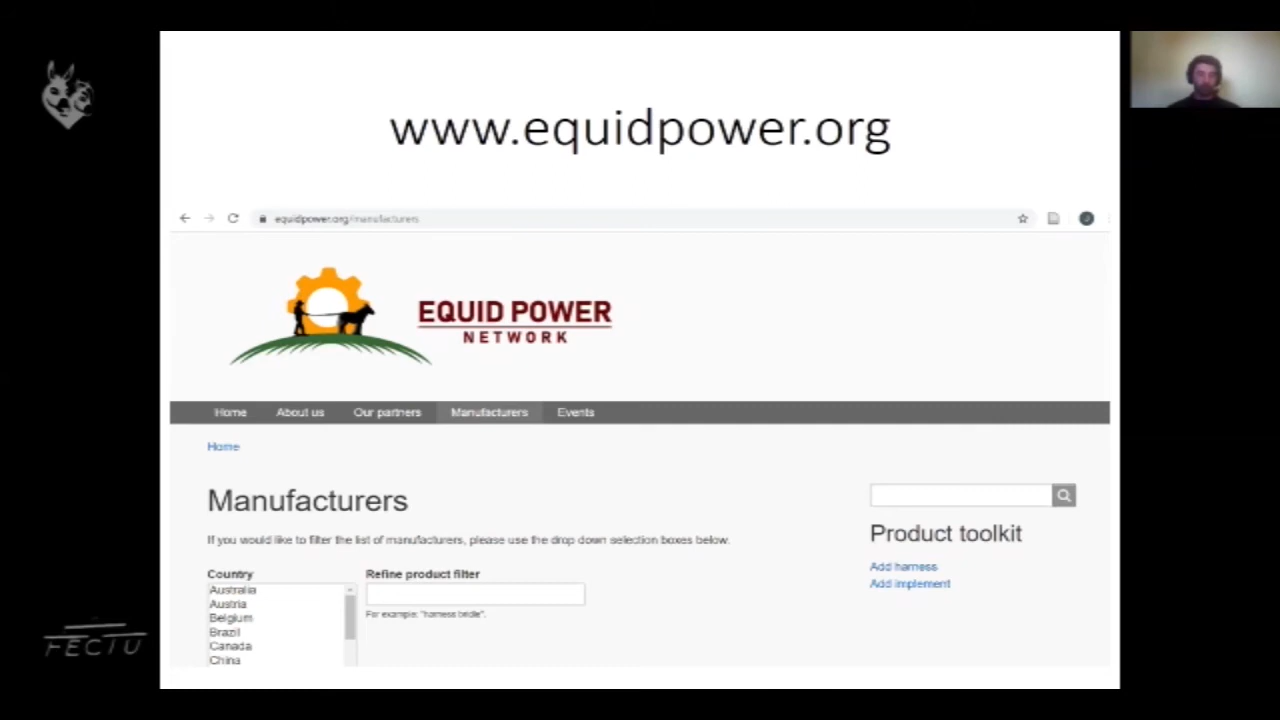 www.equidpower.org
equidpower.org/manufacturers
EQUID POWER
NETWORK
Home About us Our partners Manufacturers Events
Home
Manufacturers
If you would like to filter the list of manufacturers, please use the drop down selection boxes below.
Country
Australia
Austria
Belgium
Brazil
Canada
China
Refine product filter
For example: "harness bridle".
Product toolkit
Add harness
Add implement
FECTU